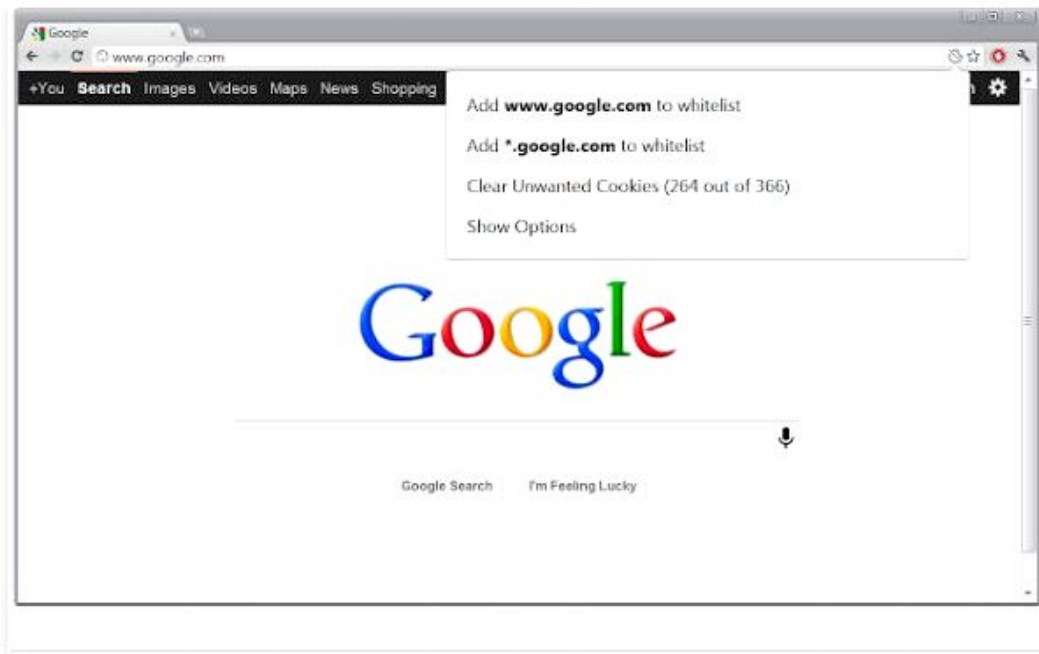 Google
www.google.com
+You Search Images Videos Maps News Shopping
Add www.google.com to whitelist
Add *.google.com to whitelist
Clear Unwanted Cookies (264 out of 366)
Show Options
Google
Google Search I'm Feeling Lucky